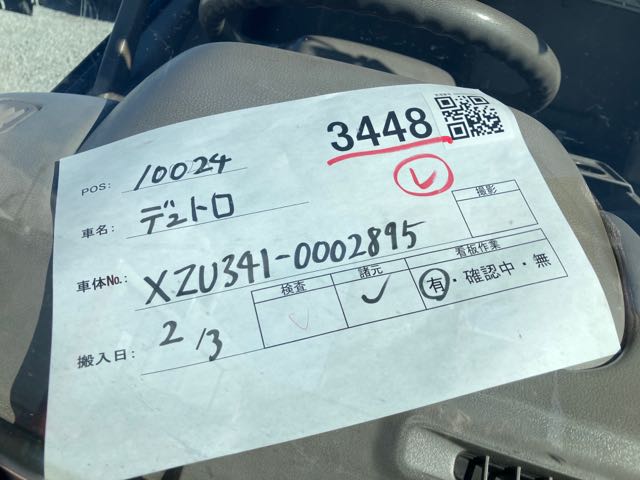 3448
POS: 10024
車名: デュトロ
車体No.: XZU341-0002895
撮影
検査 諸元 看板作業
有・確認中・無
搬入日: 2/3